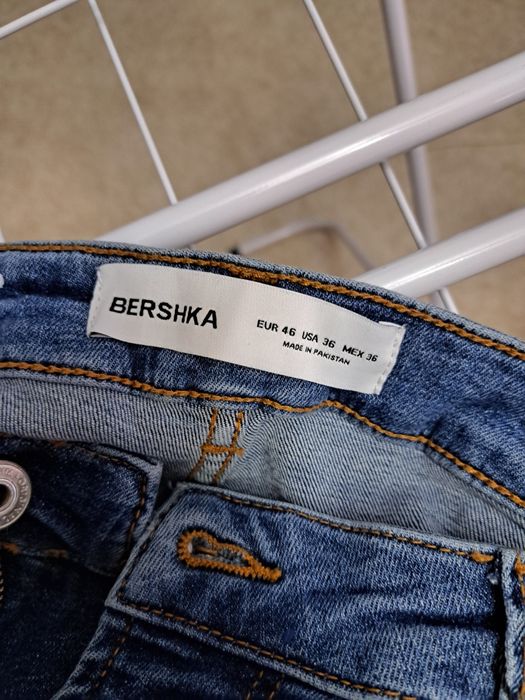 BERSHKA
EUR 46 USA 36 MEX 36
MADE IN PAKISTAN